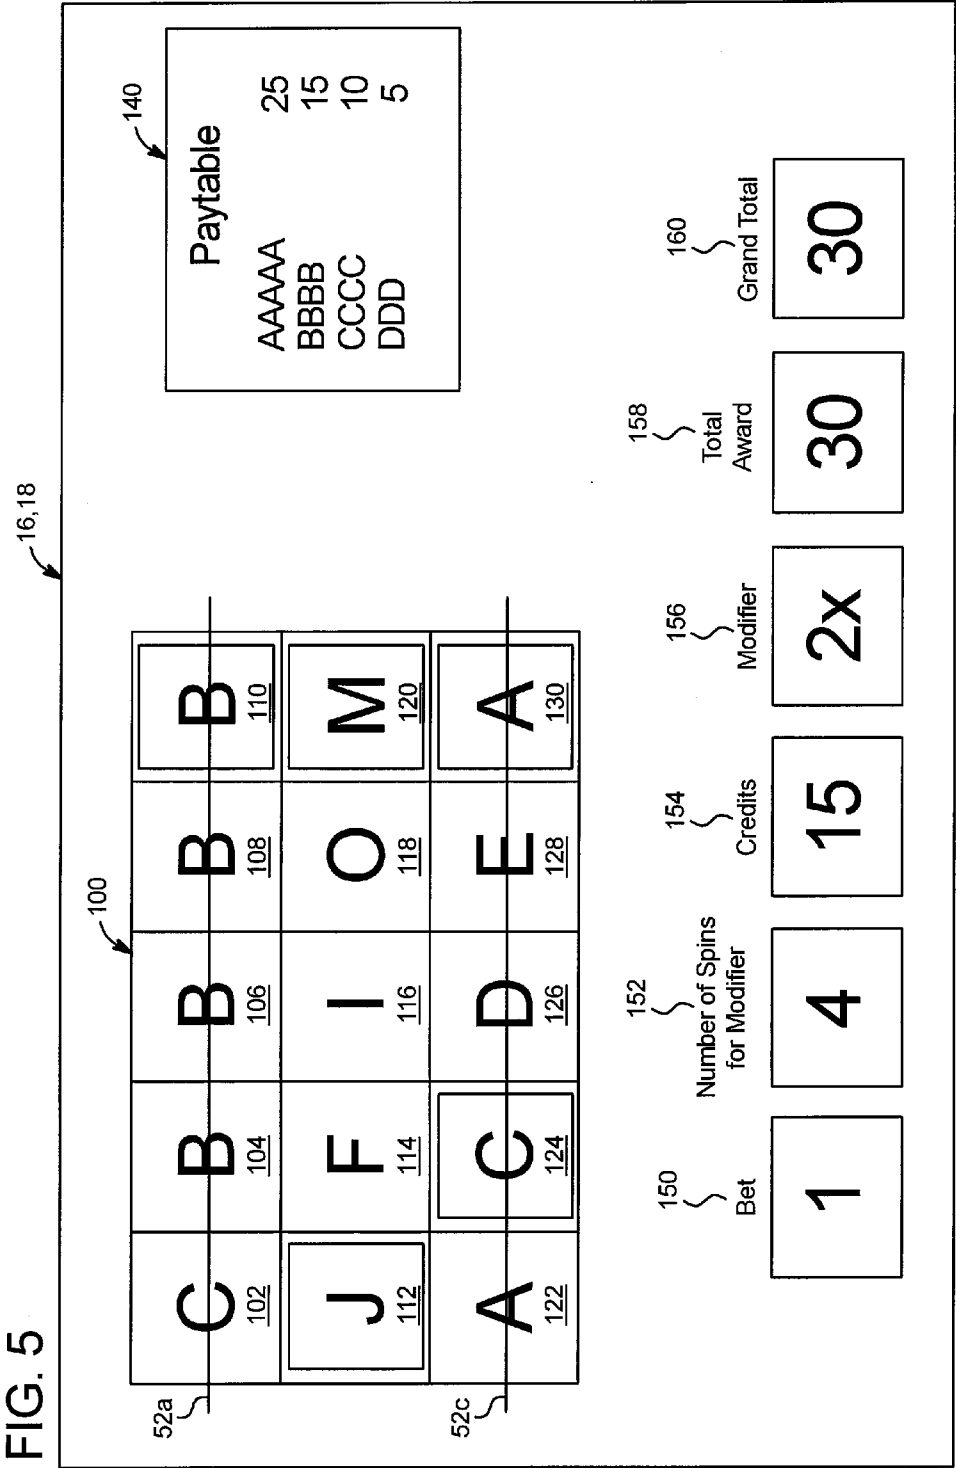 FIG. 5
16,18
100
52a
C B B B B
102 104 106 108 110
J F I O M
112 114 116 118 120
52c
A C D E A
122 124 126 128 130
140
Paytable
AAAAA 25
BBBB 15
CCCC 10
DDD 5
150
Bet
1
152
Number of Spins
for Modifier
4
154
Credits
15
156
Modifier
2x
158
Total
Award
30
160
Grand Total
30